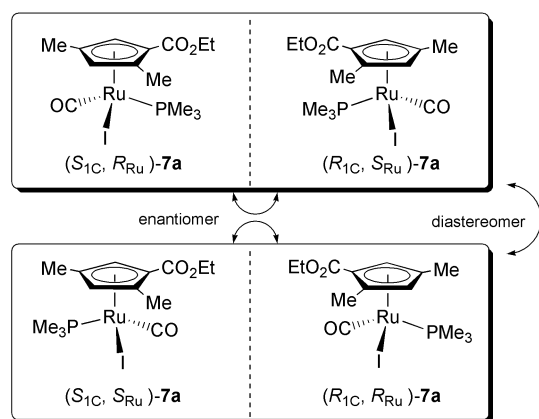 Me CO₂Et EtO₂C Me
Me Me
OC Ru PMe₃ Me₃P Ru CO
I I
(S1C, RRu)-7a (R1C, SRu)-7a
enantiomer diastereomer
Me CO₂Et EtO₂C Me
Me Me
Me₃P Ru CO OC Ru PMe₃
I I
(S1C, SRu)-7a (R1C, RRu)-7a